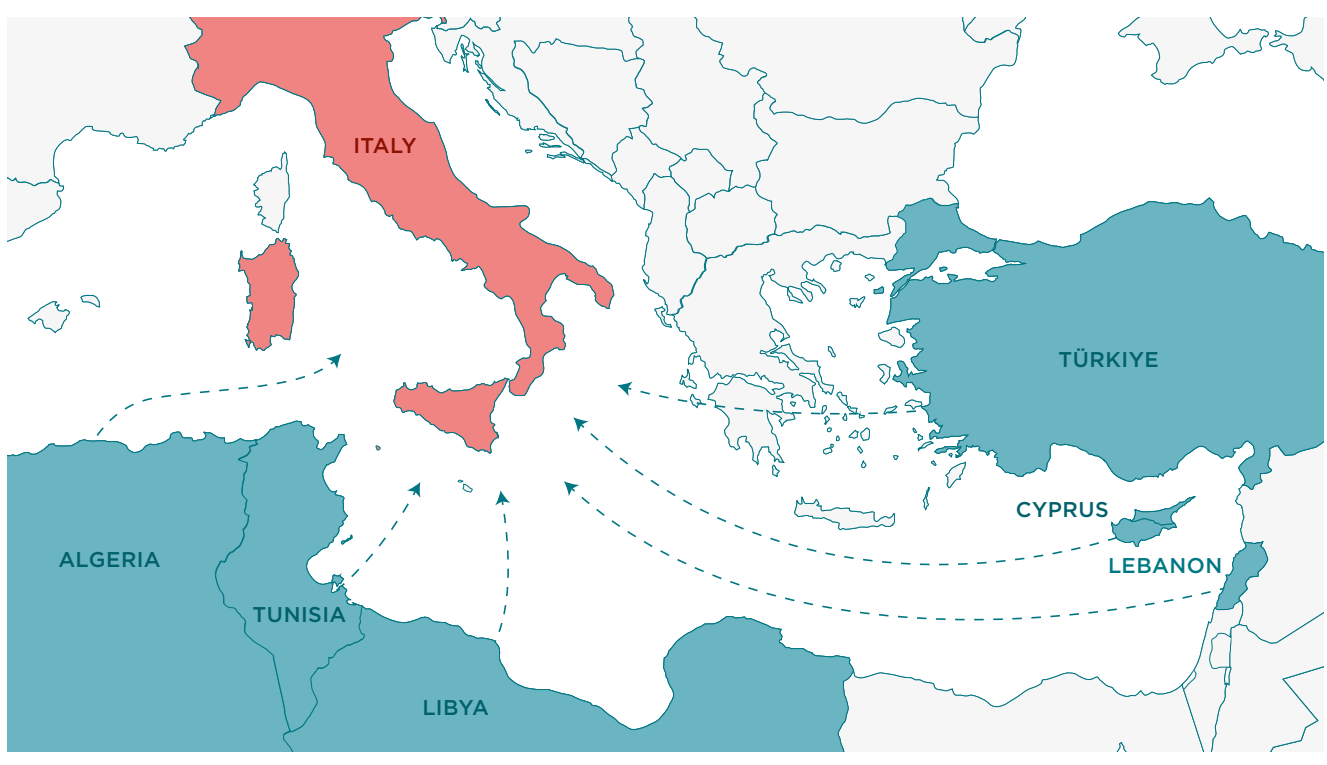 ITALY
TÜRKIYE
CYPRUS
ALGERIA
LEBANON
TUNISIA
LIBYA